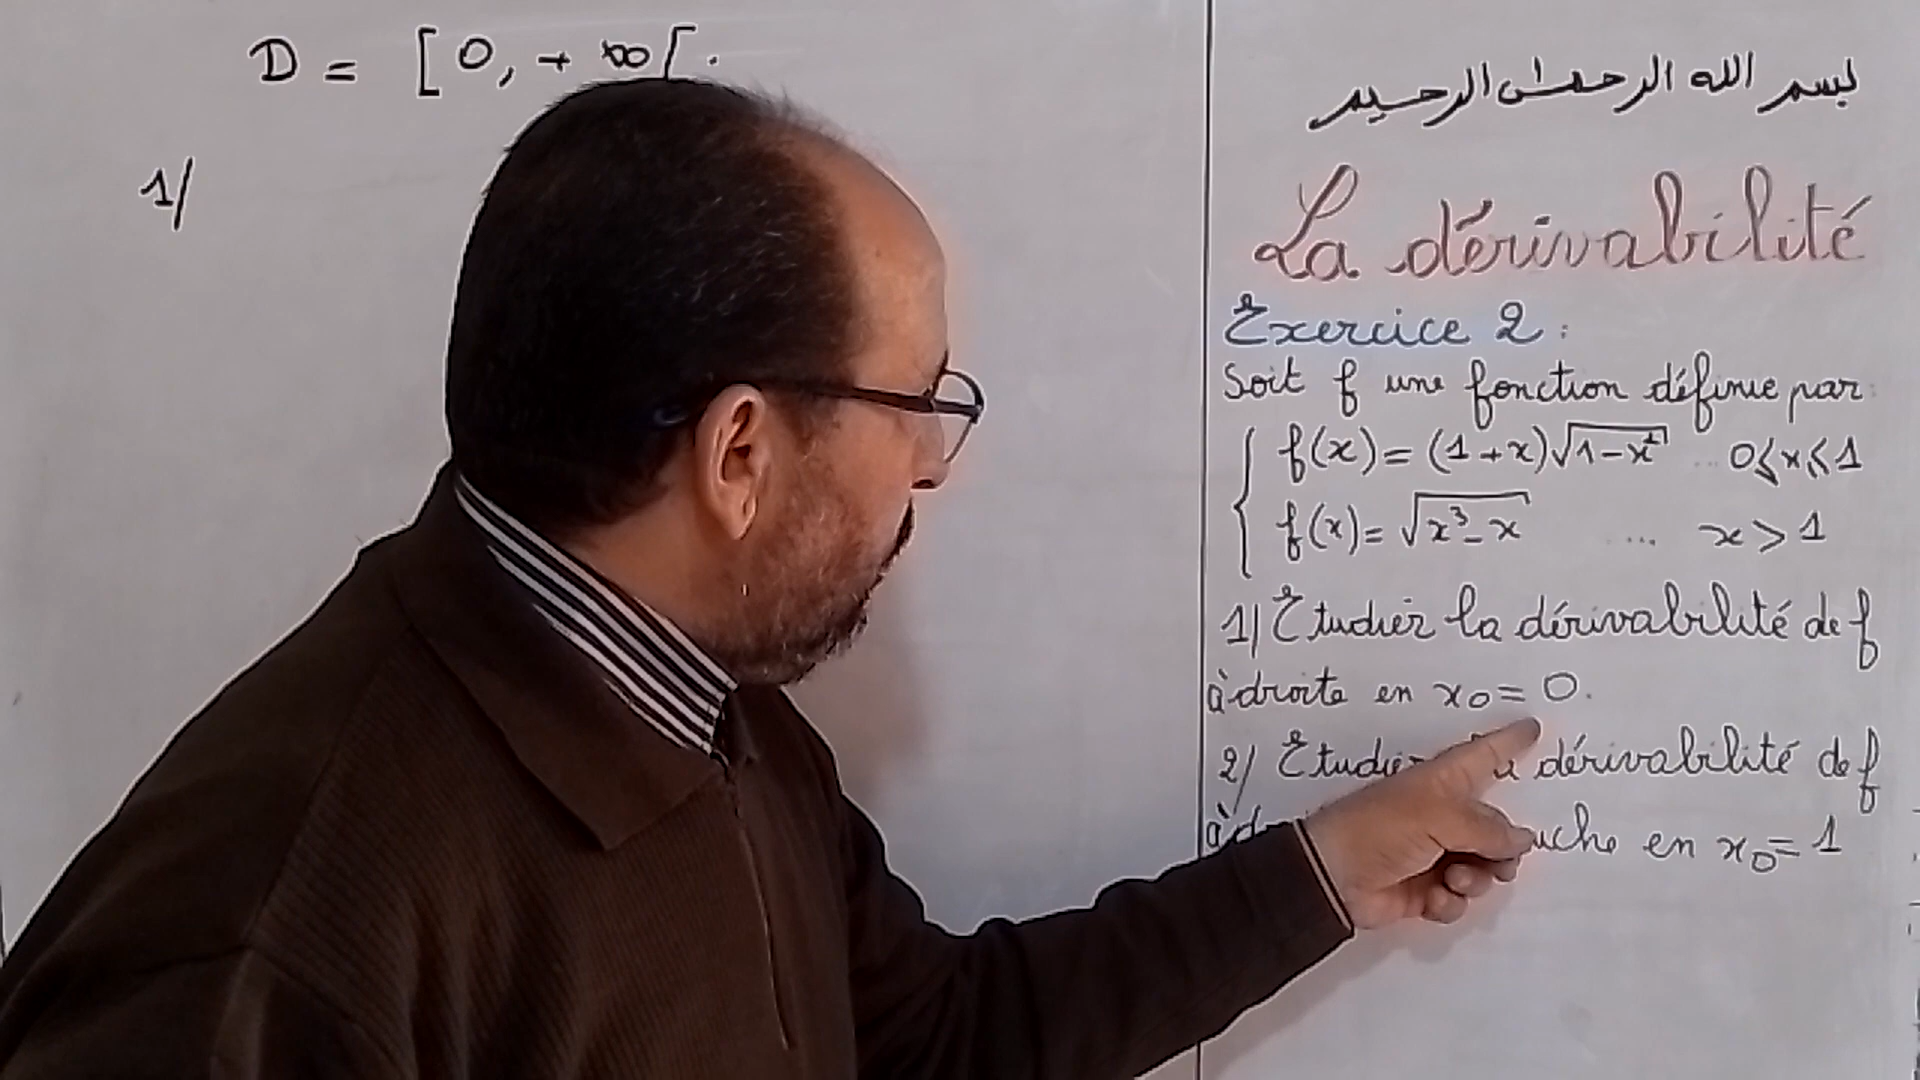 D = [0, + ∞[.
1/
بسم الله الرحمن الرحيم
La dérivabilité
Exercice 2 :
Soit f une fonction définie par :
f(x) = (1+x)√(1-x²) ... 0⩽x⩽1
f(x) = √(x³-x) ... x > 1
1) Etudier la dérivabilité de f
à droite en x₀ = 0.
2) Etudier dérivabilité de f
en x₀ = 1